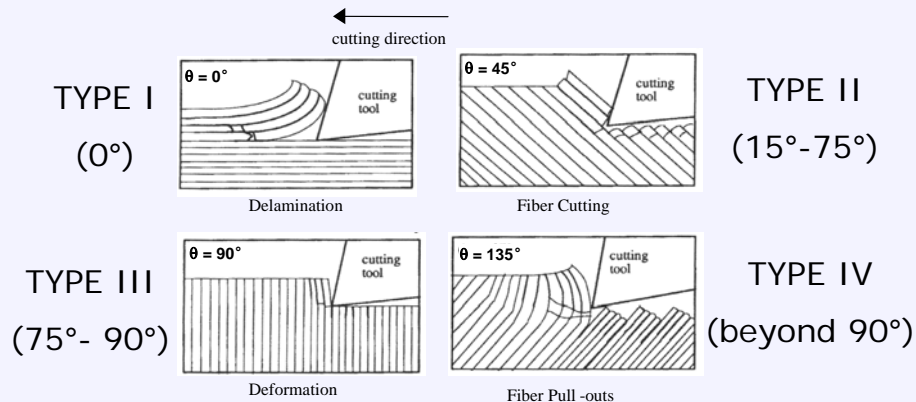 cutting direction
TYPE I
(0°)
θ = 0°
cutting
tool
Delamination
θ = 45°
cutting
tool
Fiber Cutting
TYPE II
(15°-75°)
TYPE III
(75°- 90°)
θ = 90°
cutting
tool
Deformation
θ = 135°
cutting
tool
Fiber Pull -outs
TYPE IV
(beyond 90°)